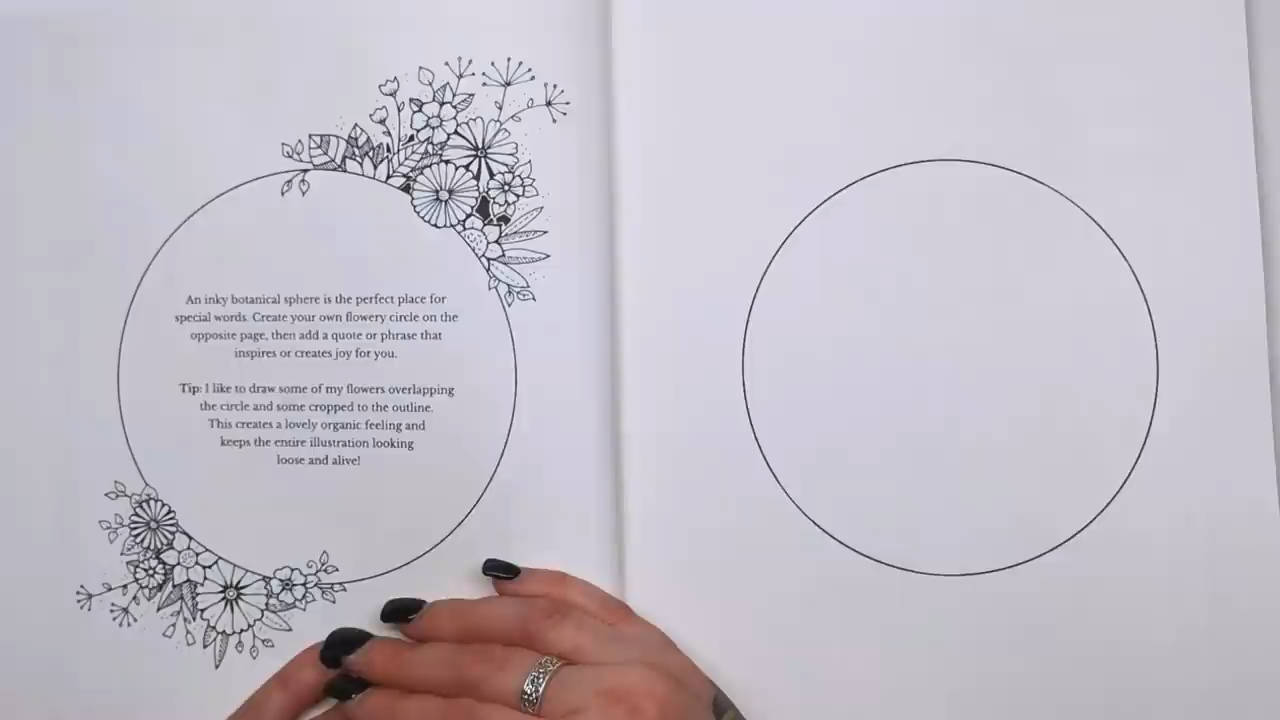 An inky botanical sphere is the perfect place for
special words. Create your own flowery circle on the
opposite page, then add a quote or phrase that
inspires or creates joy for you.
Tip: I like to draw some of my flowers overlapping
the circle and some cropped to the outline.
This creates a lovely organic feeling and
keeps the entire illustration looking
loose and alive!